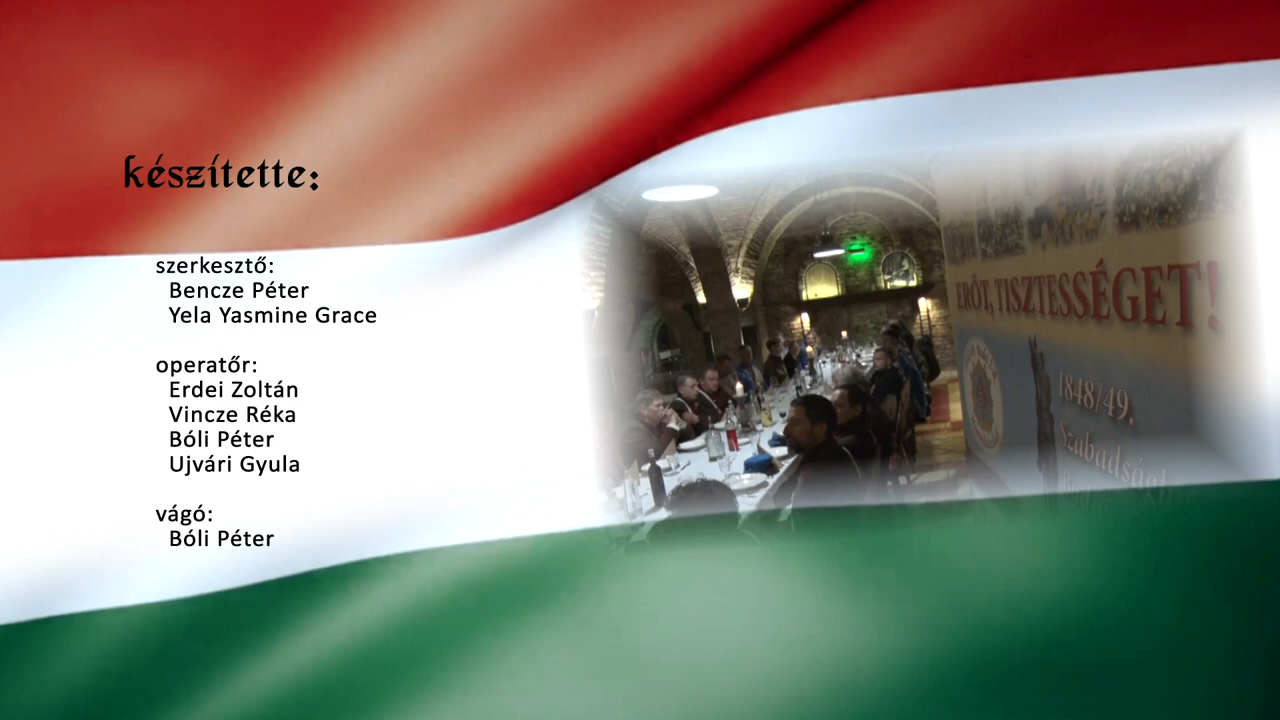 készítette:
szerkesztő:
Bencze Péter
Yela Yasmine Grace
operatőr:
Erdei Zoltán
Vincze Réka
Bóli Péter
Ujvári Gyula
vágó:
Bóli Péter
ERŐT, TISZTESSÉGET!
1848/49.